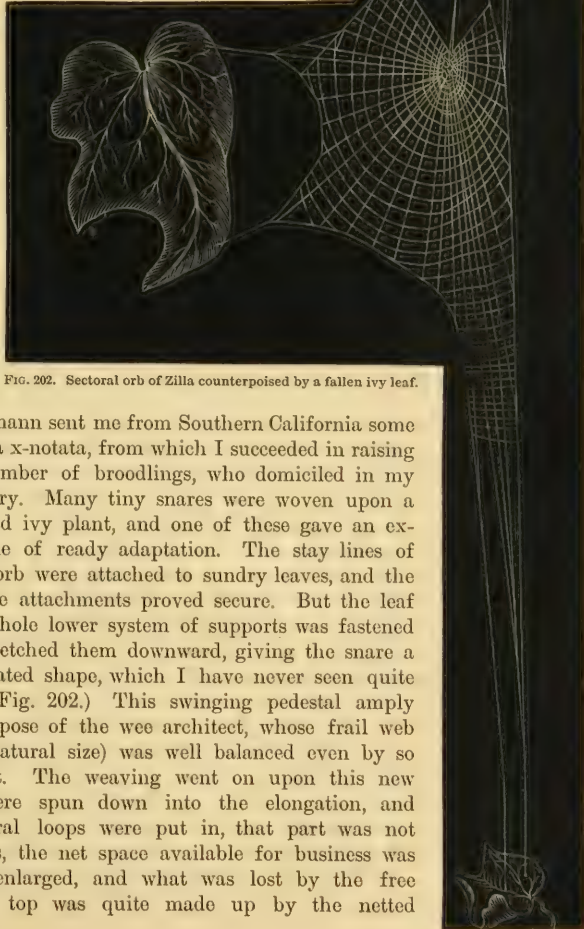 FIG. 202. Sectoral orb of Zilla counterpoised by a fallen ivy leaf.
mann sent me from Southern California some
a x-notata, from which I succeeded in raising
mber of broodlings, who domiciled in my
ry. Many tiny snares were woven upon a
d ivy plant, and one of these gave an ex-
e of ready adaptation. The stay lines of
orb were attached to sundry leaves, and the
e attachments proved secure. But the leaf
hole lower system of supports was fastened
etched them downward, giving the snare a
ated shape, which I have never seen quite
Fig. 202.) This swinging pedestal amply
pose of the wee architect, whose frail web
atural size) was well balanced even by so
s. The weaving went on upon this new
ere spun down into the elongation, and
ral loops were put in, that part was not
s, the net space available for business was
enlarged, and what was lost by the free
top was quite made up by the netted